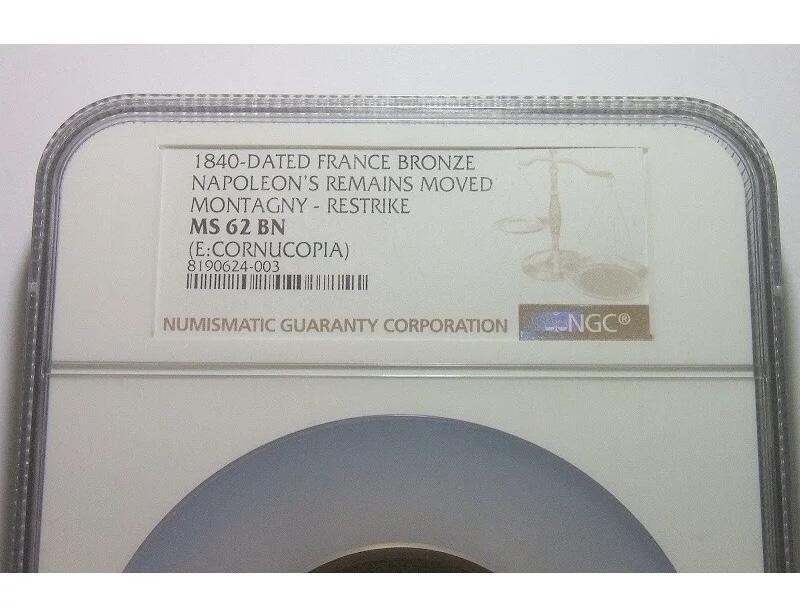 1840-DATED FRANCE BRONZE
NAPOLEON'S REMAINS MOVED
MONTAGNY - RESTRIKE
MS 62 BN
(E:CORNUCOPIA)
8190624-003
NUMISMATIC GUARANTY CORPORATION
NGC®